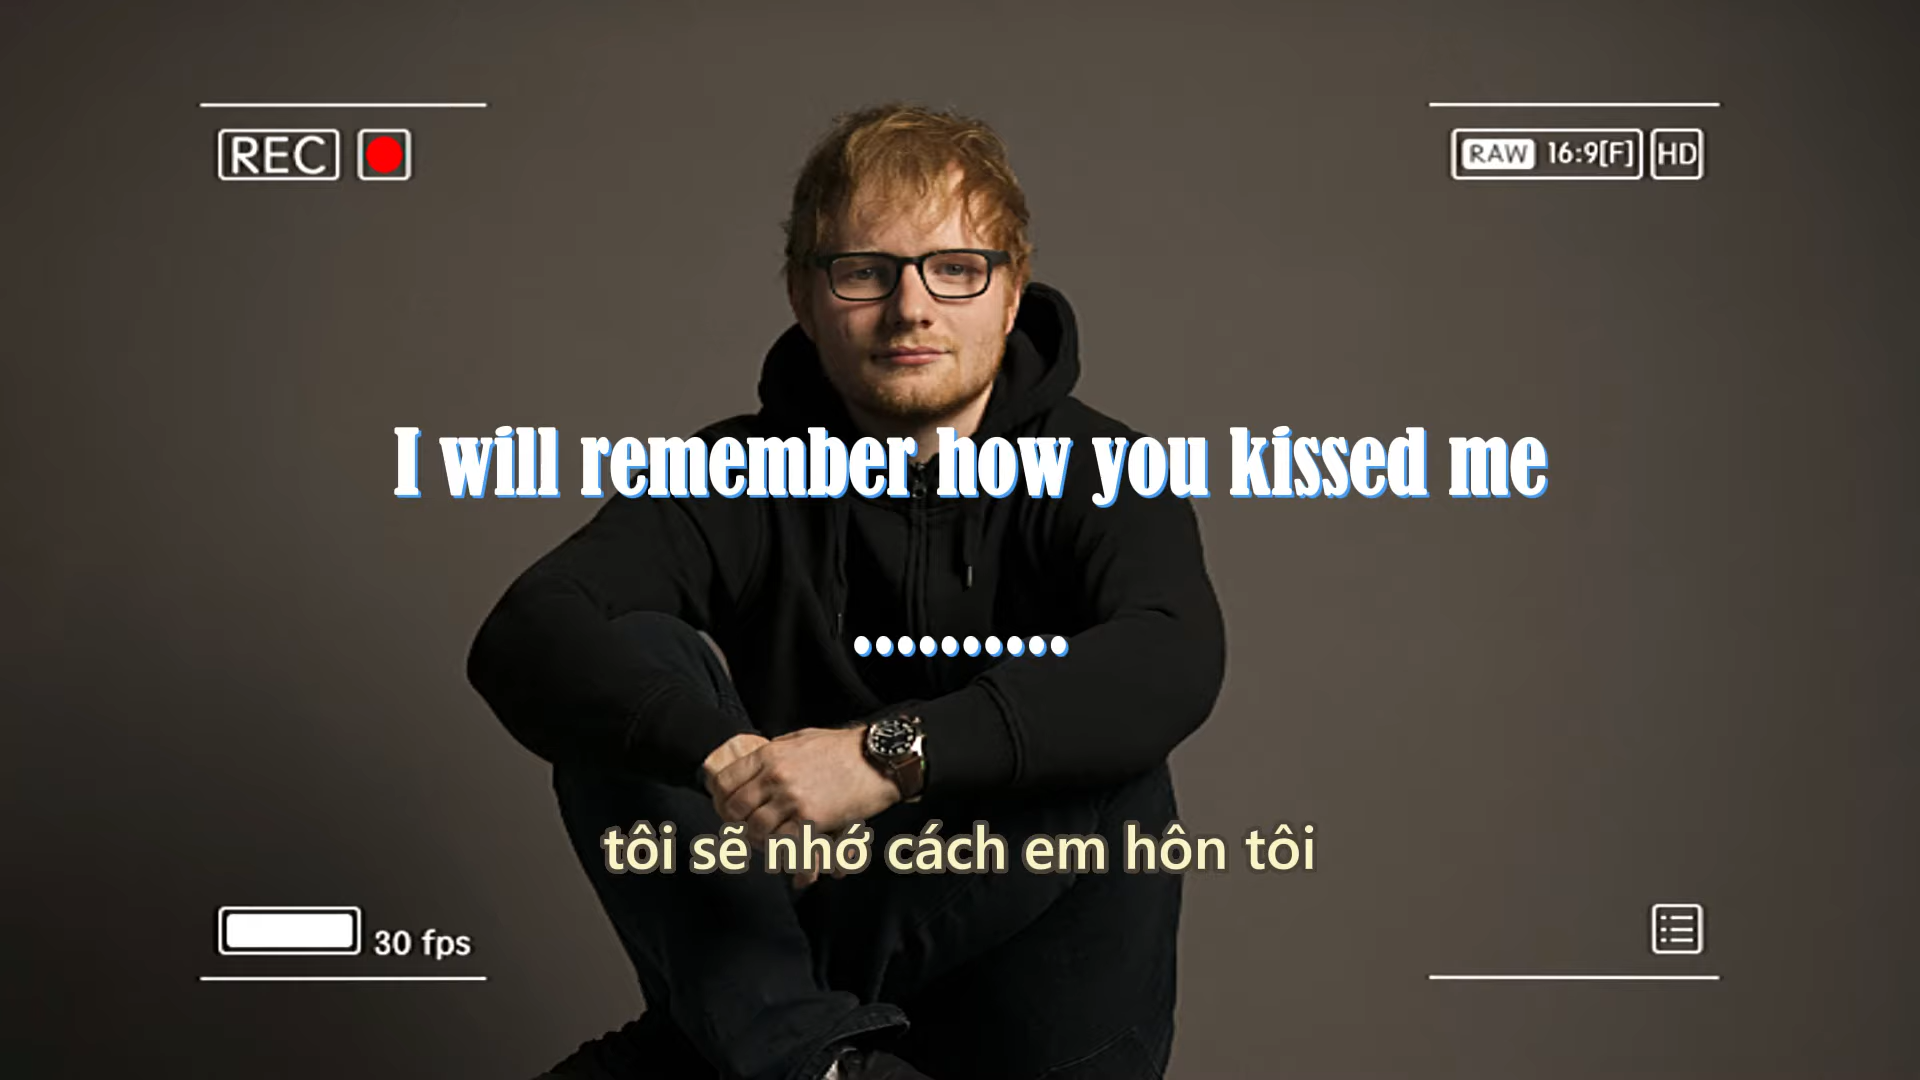 REC
RAW 16:9[F] HD
I will remember how you kissed me
..........
tôi sẽ nhớ cách em hôn tôi
30 fps